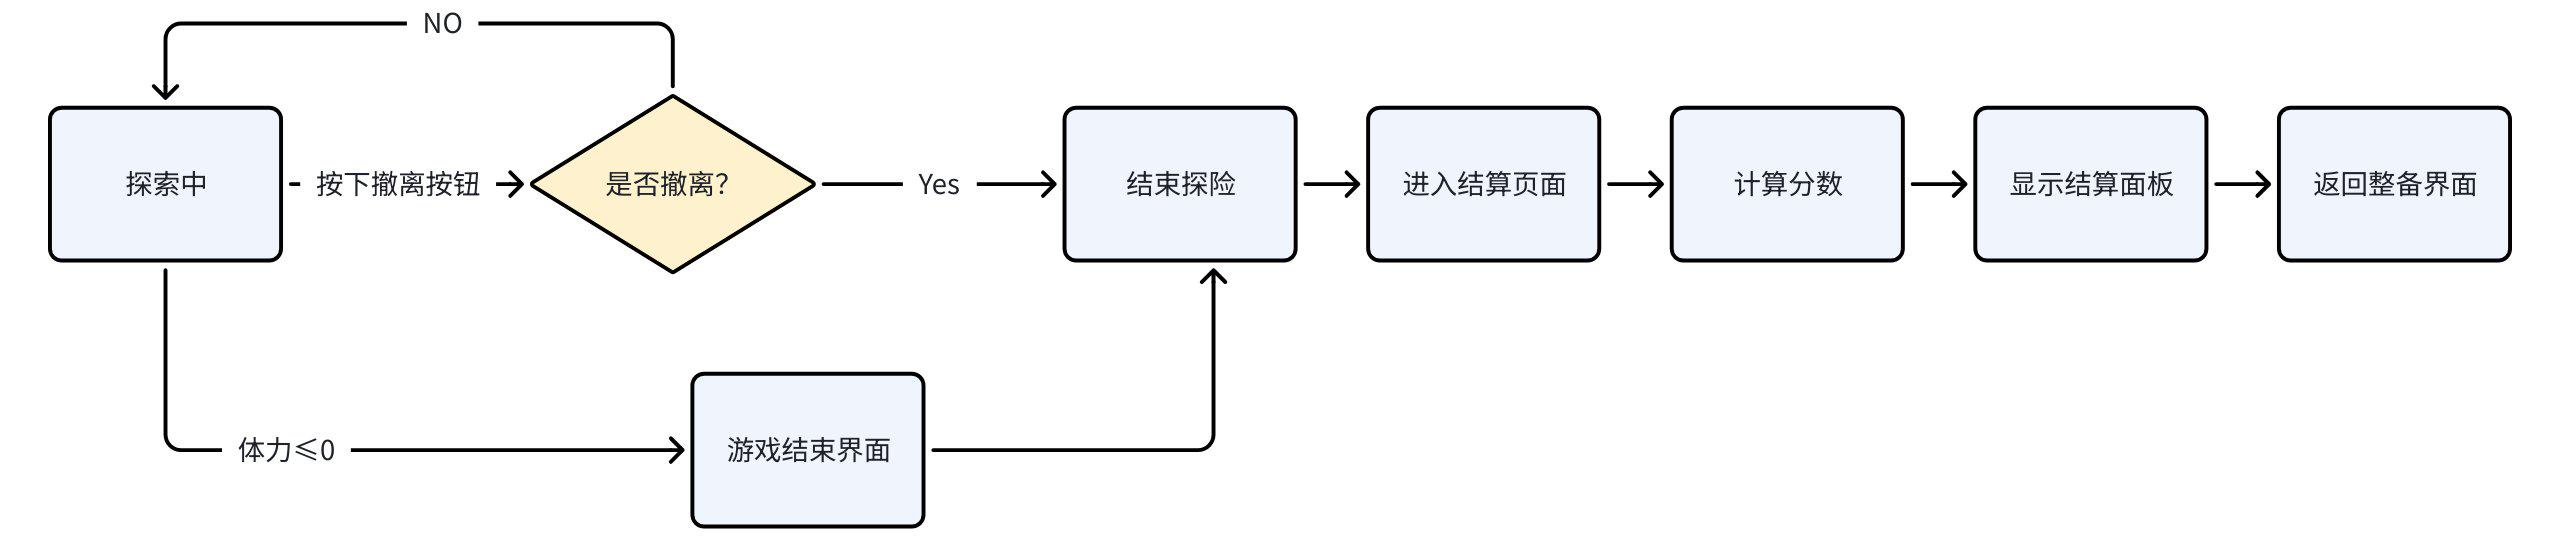 NO
探索中
按下撤离按钮
是否撤离？
Yes
结束探险
进入结算页面
计算分数
显示结算面板
返回整备界面
体力≤0
游戏结束界面